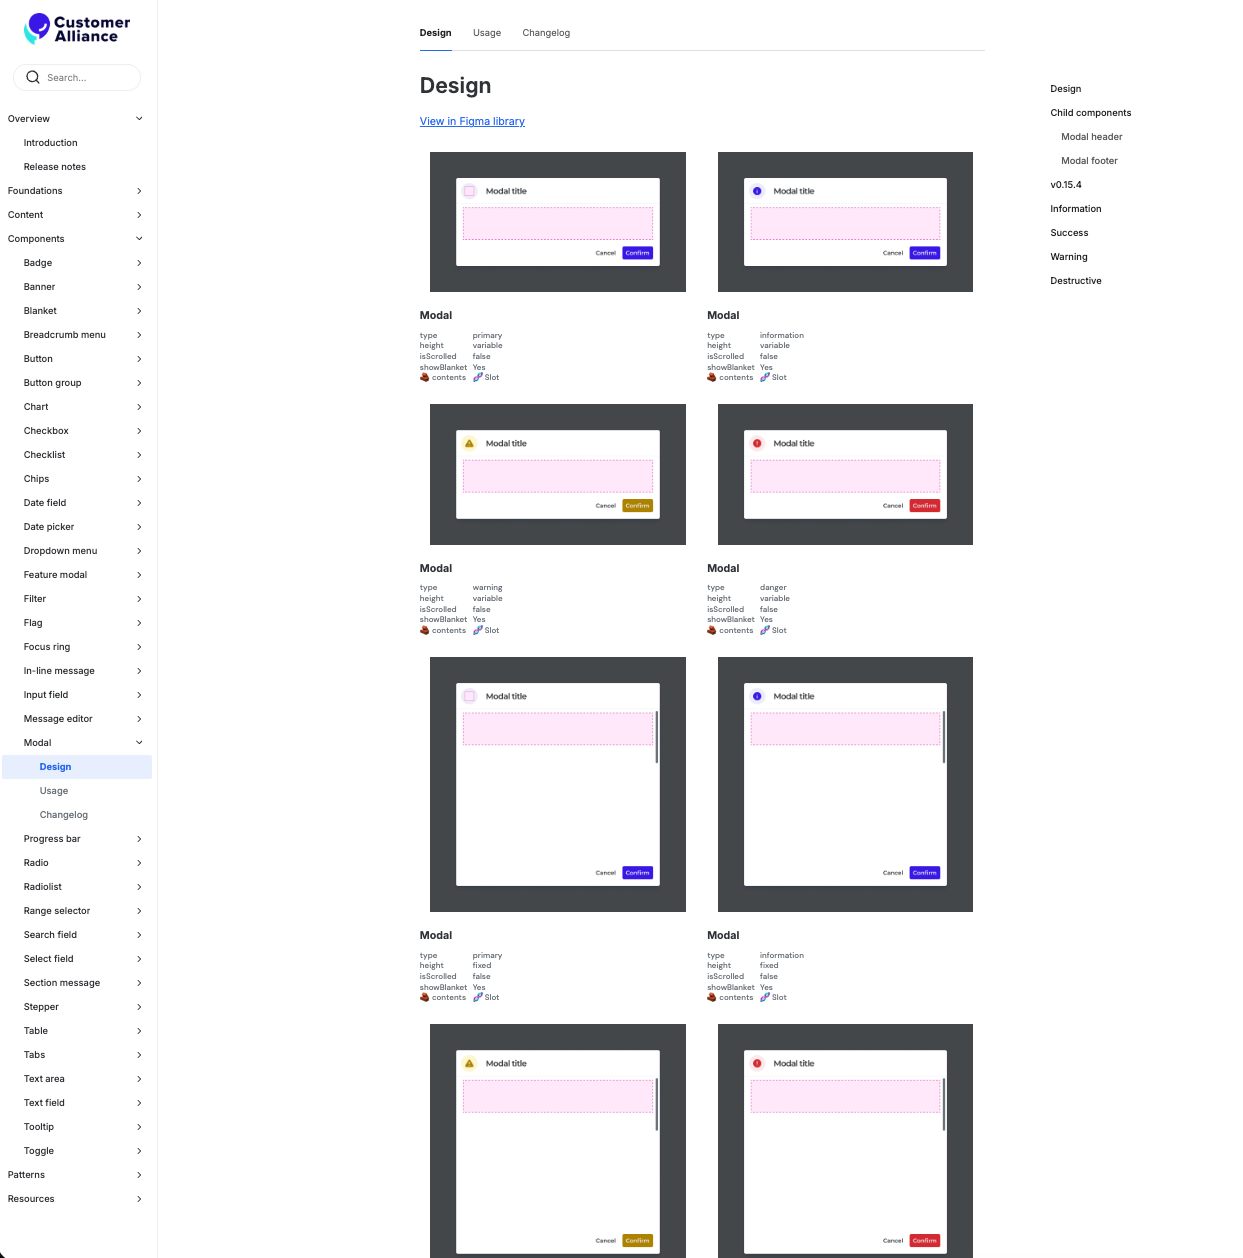 Customer
Alliance
Search...
Overview
Introduction
Release notes
Foundations
Content
Components
Badge
Banner
Blanket
Breadcrumb menu
Button
Button group
Chart
Checkbox
Checklist
Chips
Date field
Date picker
Dropdown menu
Feature modal
Filter
Flag
Focus ring
In-line message
Input field
Message editor
Modal
Design
Usage
Changelog
Progress bar
Radio
Radiolist
Range selector
Search field
Select field
Section message
Stepper
Table
Tabs
Text area
Text field
Tooltip
Toggle
Patterns
Resources
Design Usage Changelog
Design
View in Figma library
Modal title
Cancel Confirm
Modal title
Cancel Confirm
Modal
type primary
height variable
isScrolled false
showBlanket Yes
contents Slot
Modal
type information
height variable
isScrolled false
showBlanket Yes
contents Slot
Modal title
Cancel Confirm
Modal title
Cancel Confirm
Modal
type warning
height variable
isScrolled false
showBlanket Yes
contents Slot
Modal
type danger
height variable
isScrolled false
showBlanket Yes
contents Slot
Modal title
Cancel Confirm
Modal title
Cancel Confirm
Modal
type primary
height fixed
isScrolled false
showBlanket Yes
contents Slot
Modal
type information
height fixed
isScrolled false
showBlanket Yes
contents Slot
Modal title
Cancel Confirm
Modal title
Cancel Confirm
Design
Child components
Modal header
Modal footer
v0.15.4
Information
Success
Warning
Destructive